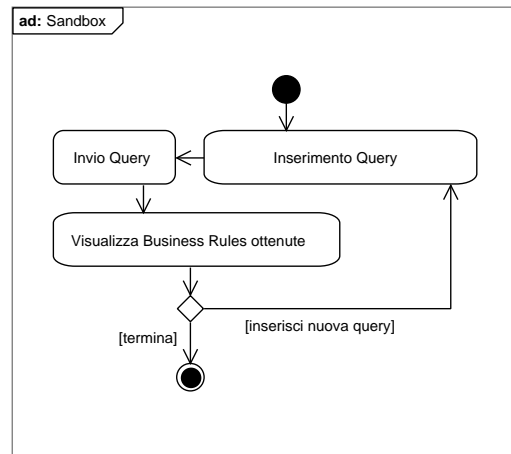 ad: Sandbox
Invio Query
Inserimento Query
Visualizza Business Rules ottenute
[inserisci nuova query]
[termina]